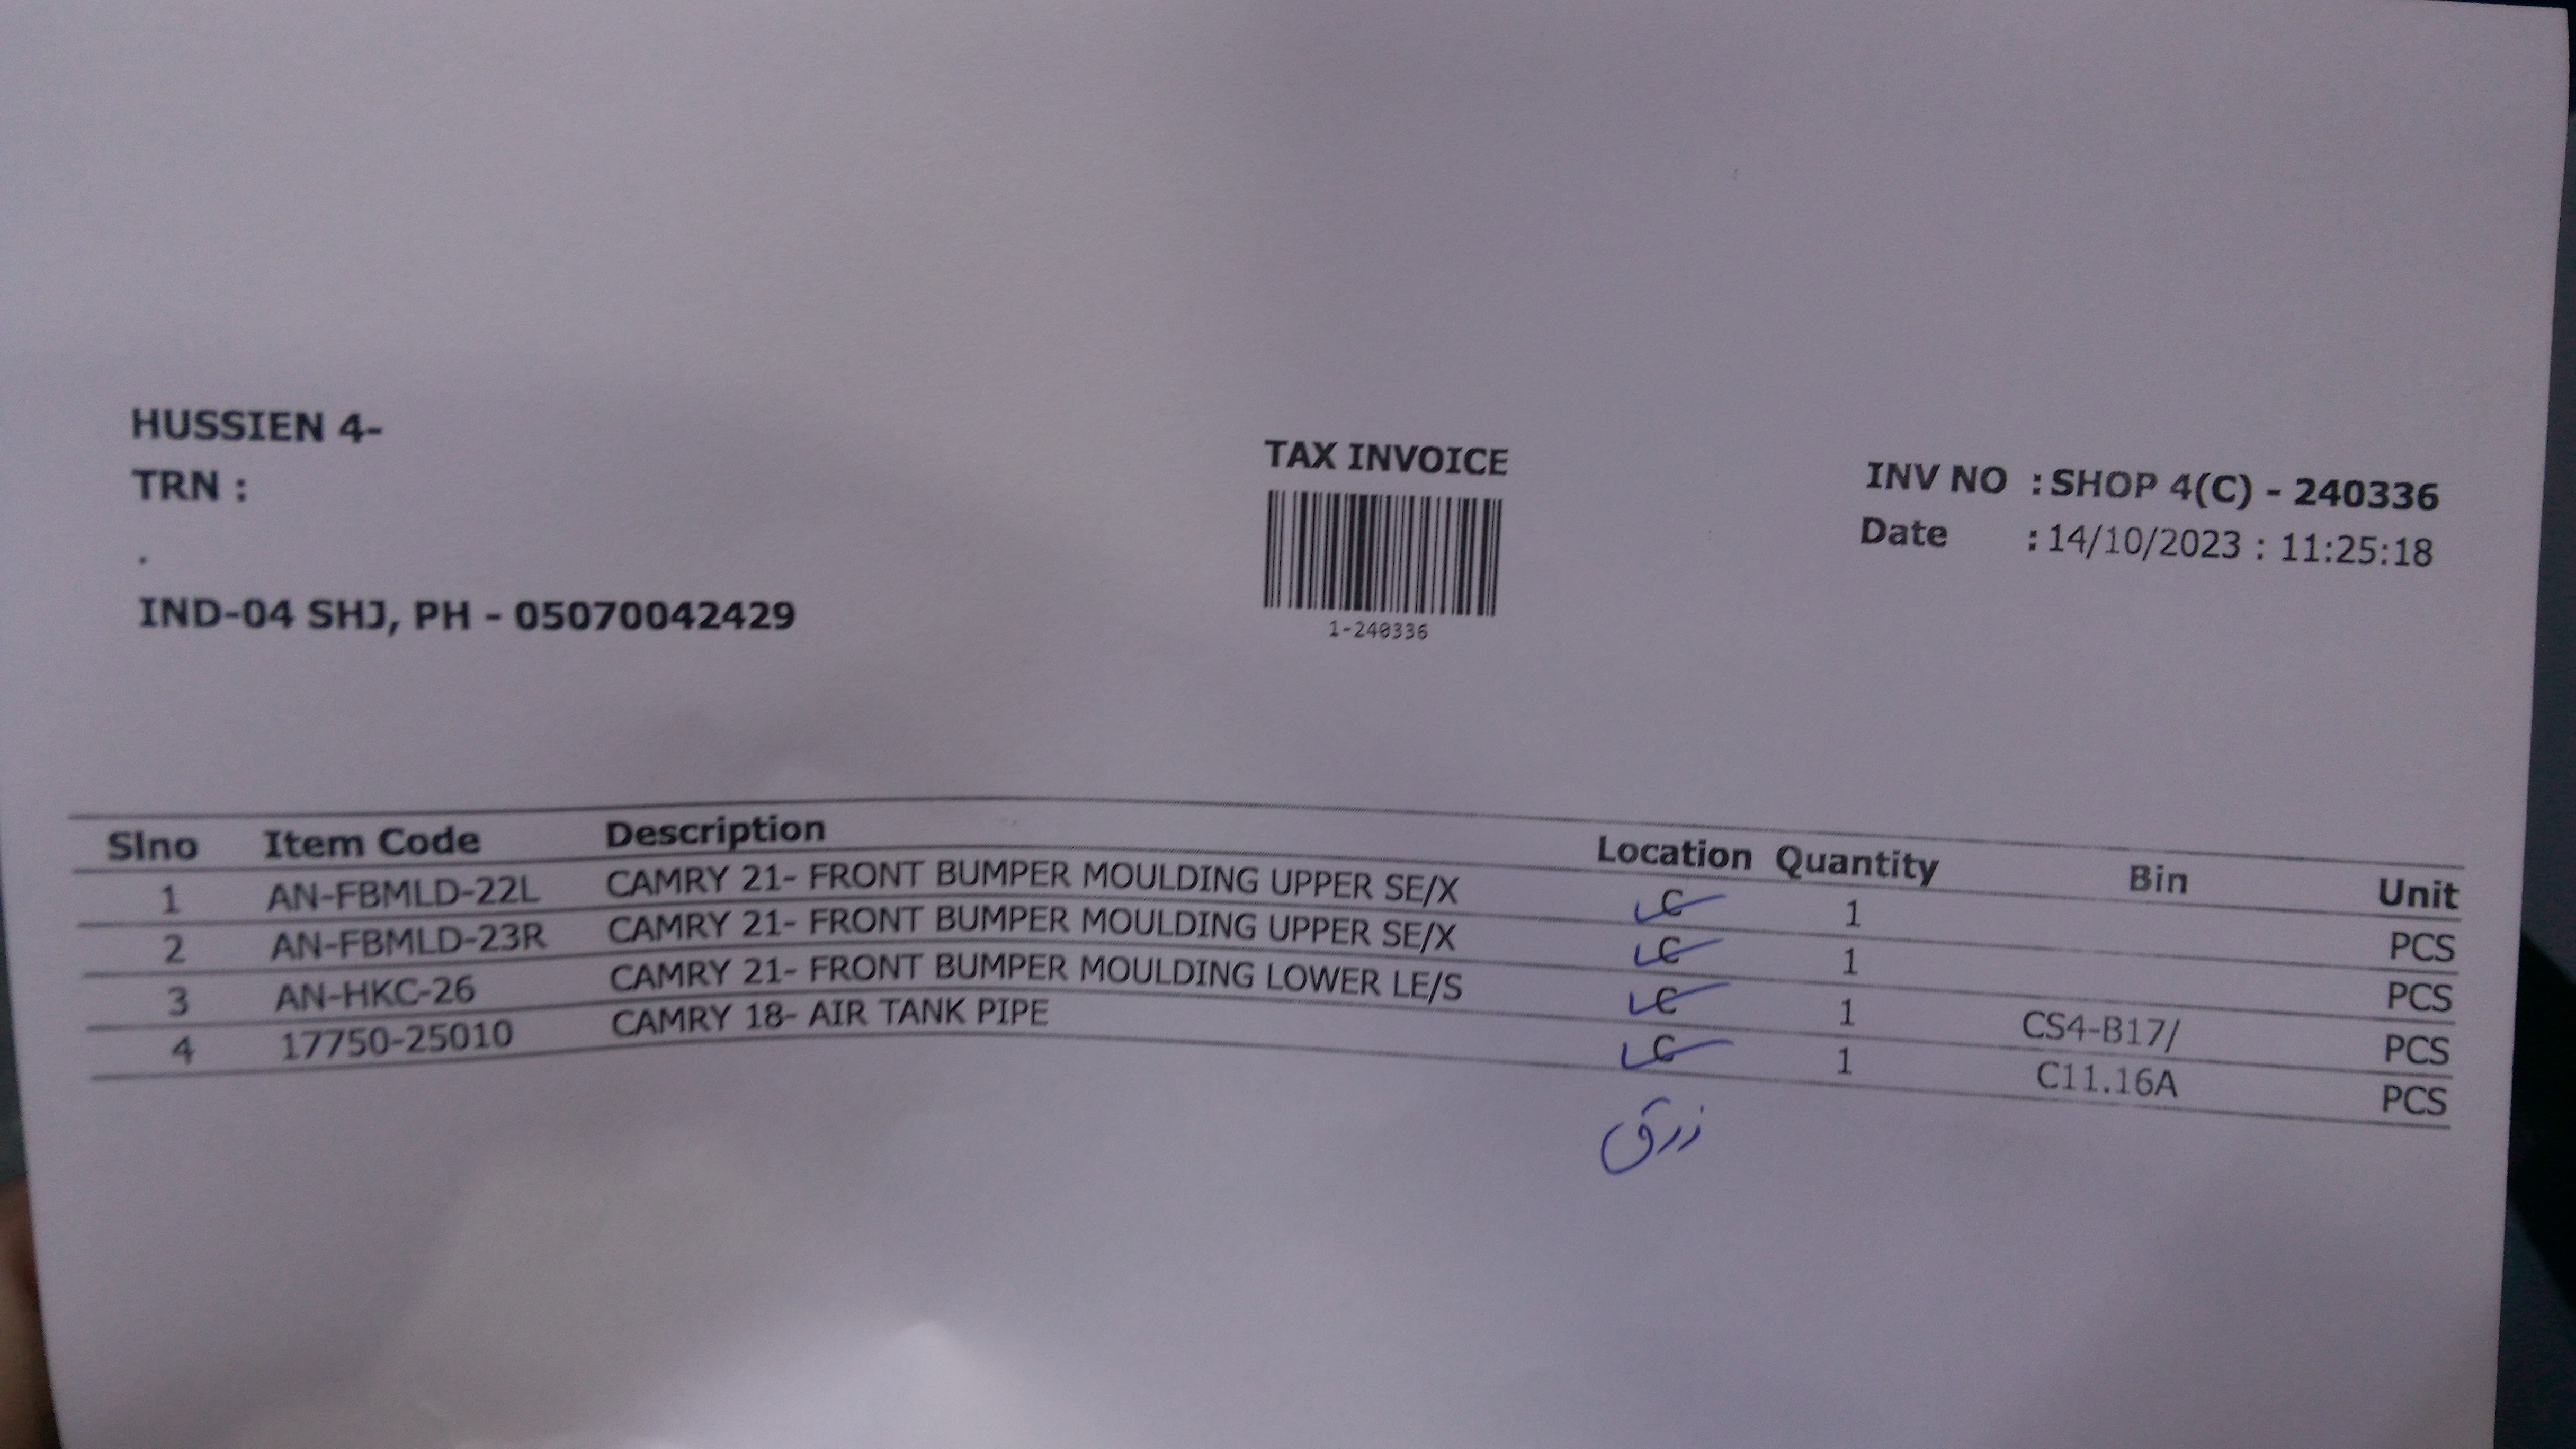 HUSSIEN 4-
TRN :
.
IND-04 SHJ, PH - 05070042429
TAX INVOICE
1-240336
INV NO : SHOP 4(C) - 240336
Date : 14/10/2023 : 11:25:18
Slno Item Code Description Location Quantity Bin Unit
1 AN-FBMLD-22L CAMRY 21- FRONT BUMPER MOULDING UPPER SE/X C 1 PCS
2 AN-FBMLD-23R CAMRY 21- FRONT BUMPER MOULDING UPPER SE/X C 1 PCS
3 AN-HKC-26 CAMRY 21- FRONT BUMPER MOULDING LOWER LE/S C 1 CS4-B17/ PCS
4 17750-25010 CAMRY 18- AIR TANK PIPE C 1 C11.16A PCS